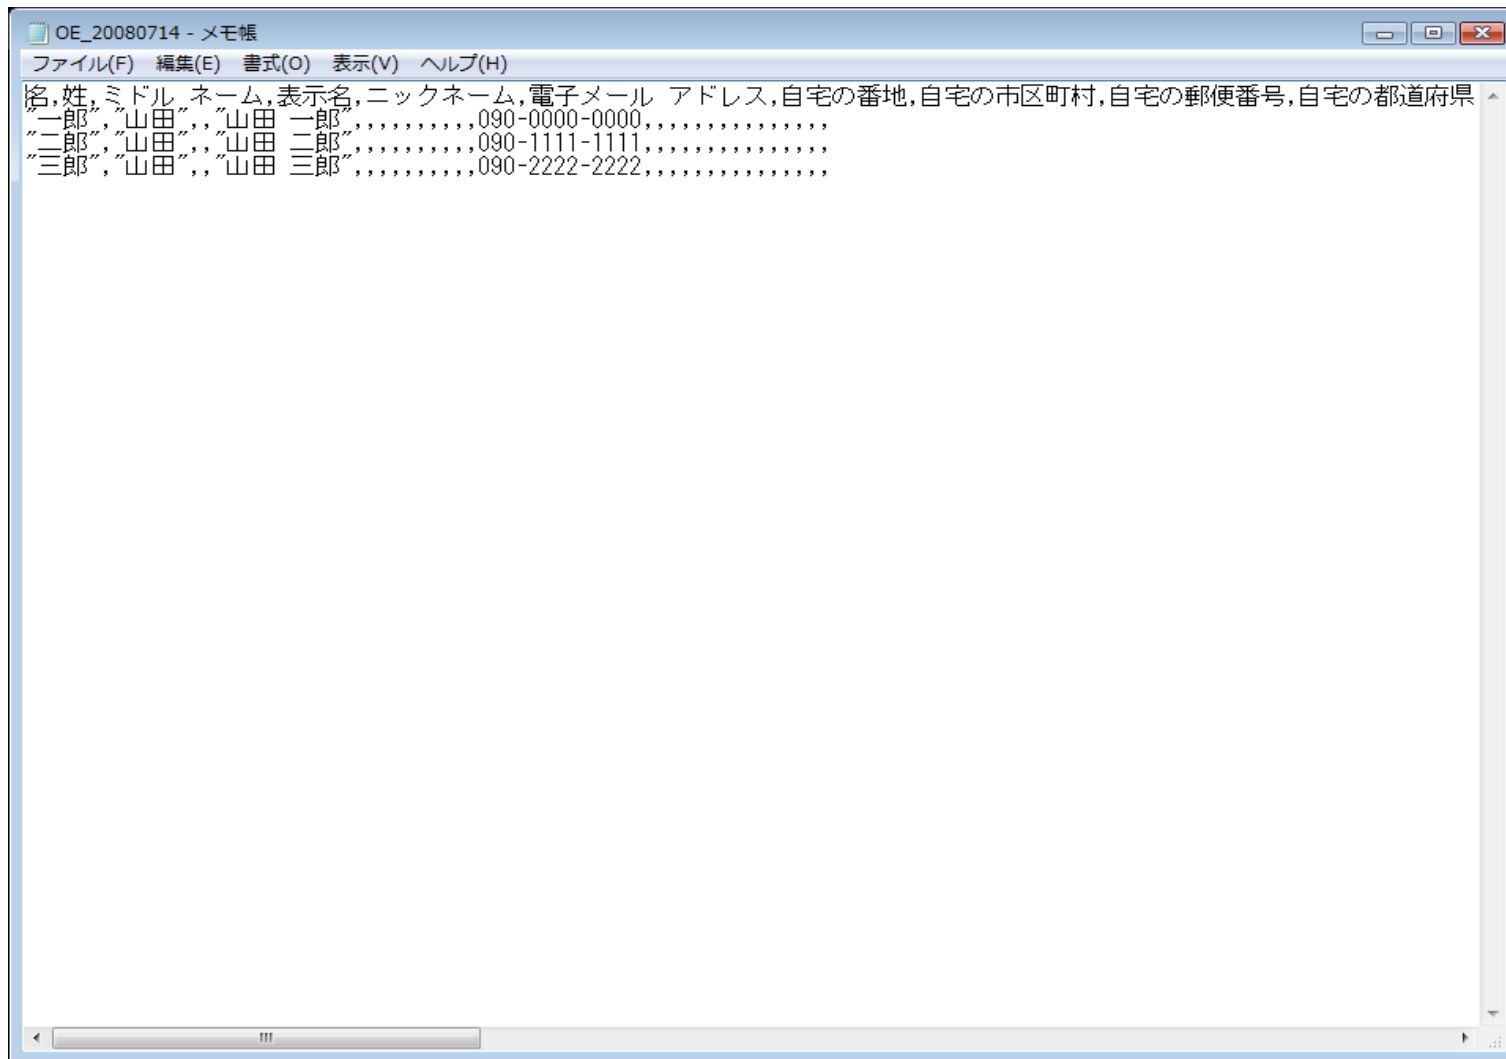 OE_20080714 - メモ帳
ファイル(F) 編集(E) 書式(O) 表示(V) ヘルプ(H)
名,姓,ミドル ネーム,表示名,ニックネーム,電子メール アドレス,自宅の番地,自宅の市区町村,自宅の郵便番号,自宅の都道府県
"一郎","山田",,"山田 一郎",,,,,,,,,,090-0000-0000,,,,,,,,,,,,,,,
"二郎","山田",,"山田 二郎",,,,,,,,,,090-1111-1111,,,,,,,,,,,,,,,
"三郎","山田",,"山田 三郎",,,,,,,,,,090-2222-2222,,,,,,,,,,,,,,,